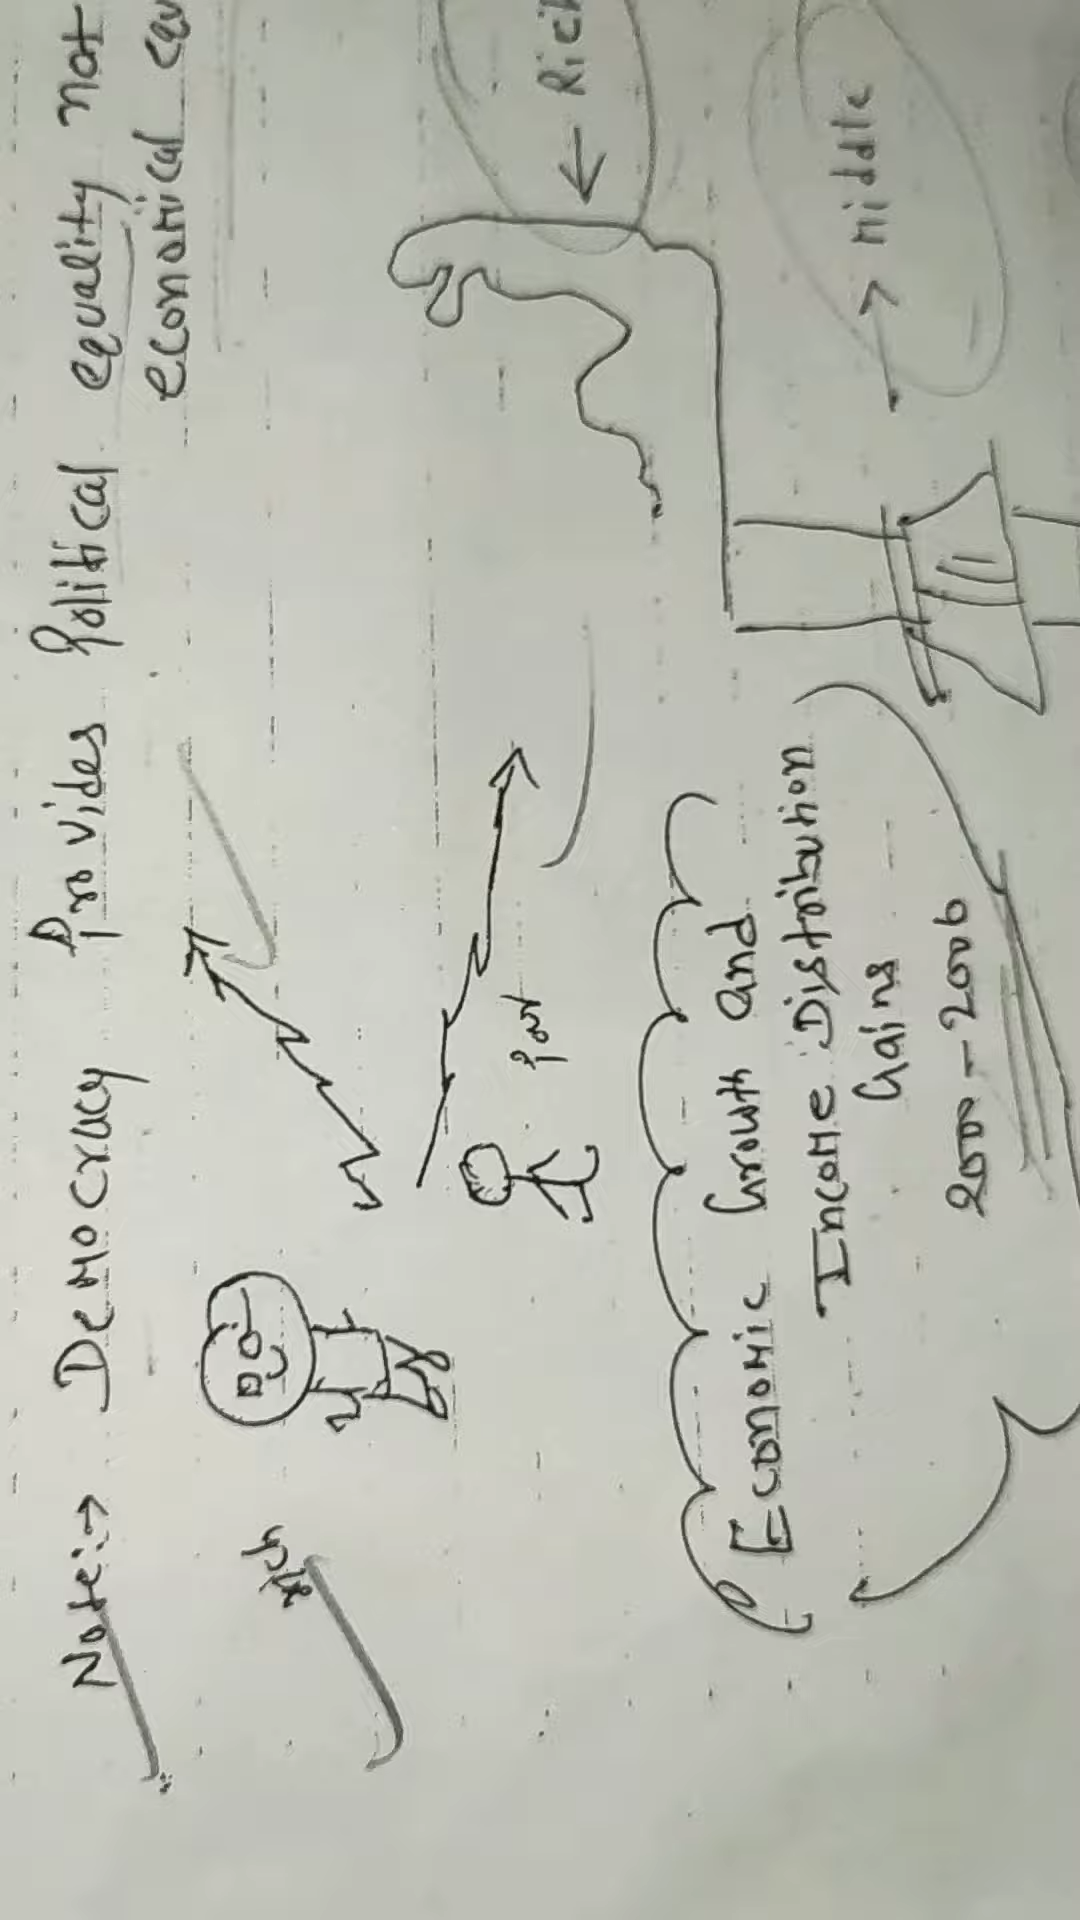 Note:→ Democracy Provides Political equality not
economical equ
Rich
← Rich
Poor
→ Middle
Economic Growth and
Income Distribution
Gains
2000 - 2006